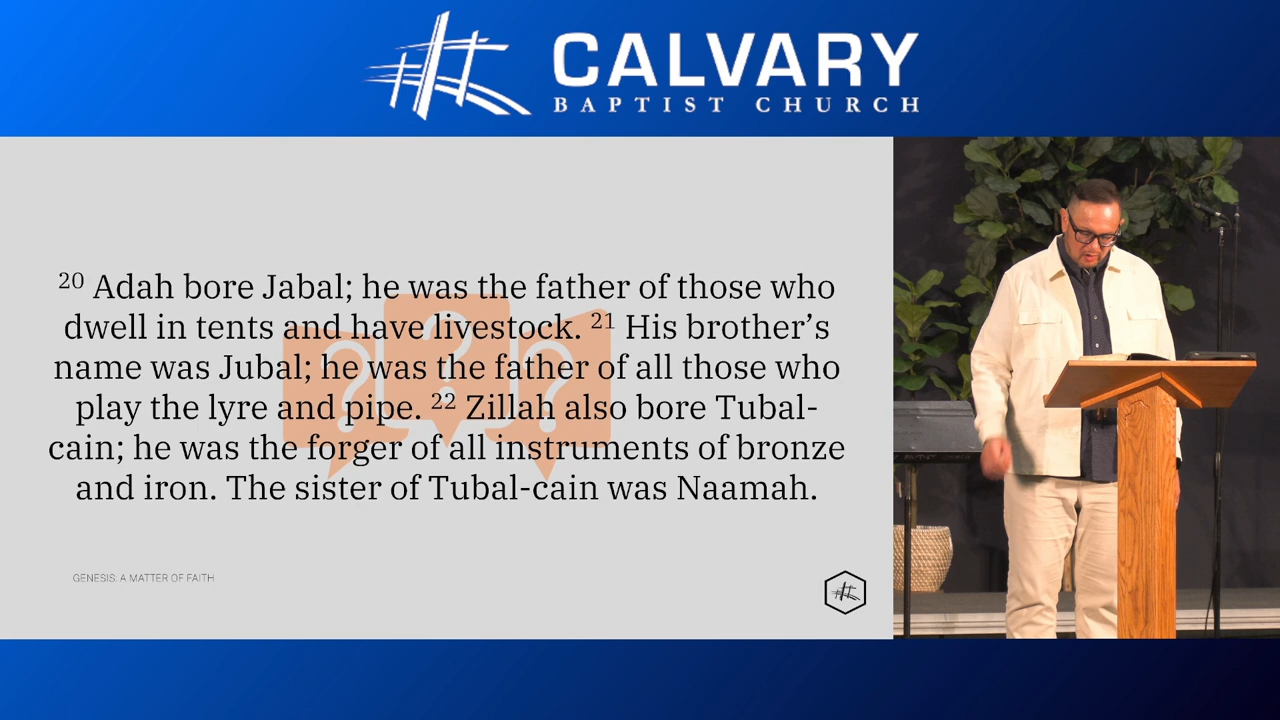 CALVARY
BAPTIST CHURCH
²⁰ Adah bore Jabal; he was the father of those who
dwell in tents and have livestock. ²¹ His brother’s
name was Jubal; he was the father of all those who
play the lyre and pipe. ²² Zillah also bore Tubal-
cain; he was the forger of all instruments of bronze
and iron. The sister of Tubal-cain was Naamah.
GENESIS: A MATTER OF FAITH